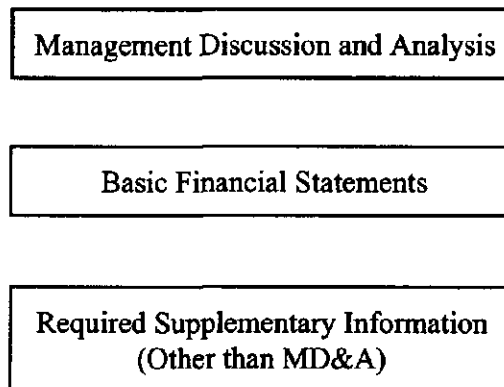 Management Discussion and Analysis
Basic Financial Statements
Required Supplementary Information
(Other than MD&A)